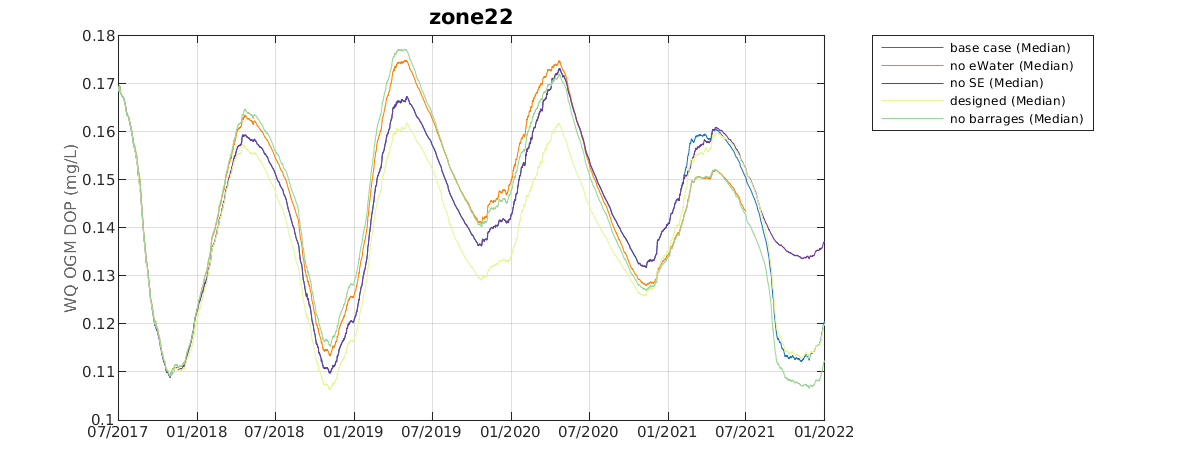 zone22
WQ OGM DOP (mg/L)
0.18
0.17
0.16
0.15
0.14
0.13
0.12
0.11
0.1
07/2017 01/2018 07/2018 01/2019 07/2019 01/2020 07/2020 01/2021 07/2021 01/2022
base case (Median)
no eWater (Median)
no SE (Median)
designed (Median)
no barrages (Median)